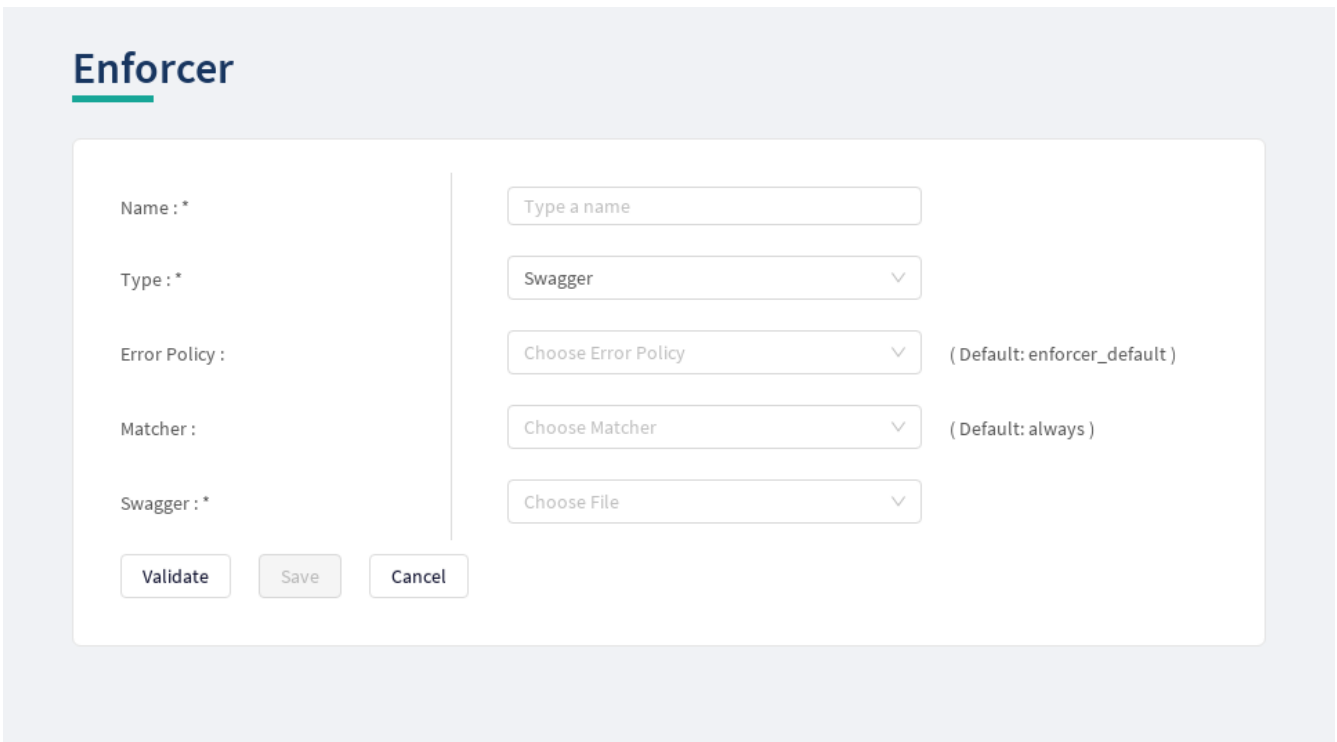 Enforcer
Name : * Type a name
Type : * Swagger
Error Policy : Choose Error Policy ( Default: enforcer_default )
Matcher : Choose Matcher ( Default: always )
Swagger : * Choose File
Validate Save Cancel